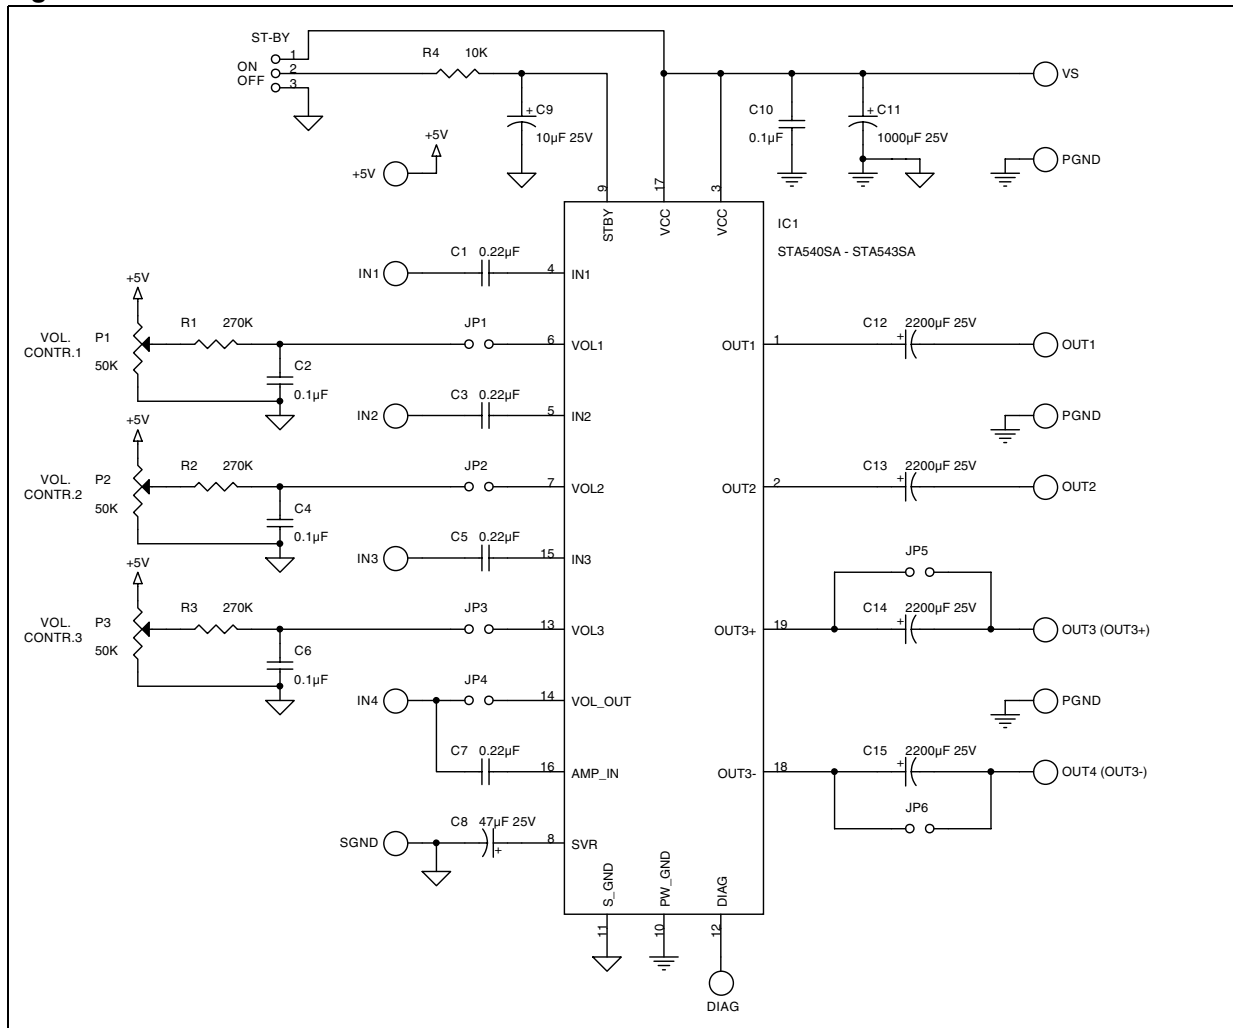 ST-BY
1
ON
2
OFF
3
R4 10K
C9
10µF 25V
+5V
+5V
C10
0.1µF
C11
1000µF 25V
VS
PGND
9
17
3
STBY
VCC
VCC
IC1
STA540SA - STA543SA
IN1
C1 0.22µF
4
IN1
+5V
VOL.
CONTR.1
P1
50K
R1 270K
C2
0.1µF
JP1
6
VOL1
IN2
C3 0.22µF
5
IN2
+5V
VOL.
CONTR.2
P2
50K
R2 270K
C4
0.1µF
JP2
7
VOL2
IN3
C5 0.22µF
15
IN3
+5V
VOL.
CONTR.3
P3
50K
R3 270K
C6
0.1µF
JP3
13
VOL3
IN4
JP4
14
VOL_OUT
C7 0.22µF
16
AMP_IN
SGND
C8 47µF 25V
+
8
SVR
OUT1
1
C12 2200µF 25V
+
OUT1
PGND
OUT2
2
C13 2200µF 25V
+
OUT2
JP5
OUT3+
19
C14 2200µF 25V
+
OUT3 (OUT3+)
PGND
OUT3-
18
C15 2200µF 25V
+
OUT4 (OUT3-)
JP6
S_GND
PW_GND
DIAG
11
10
12
DIAG